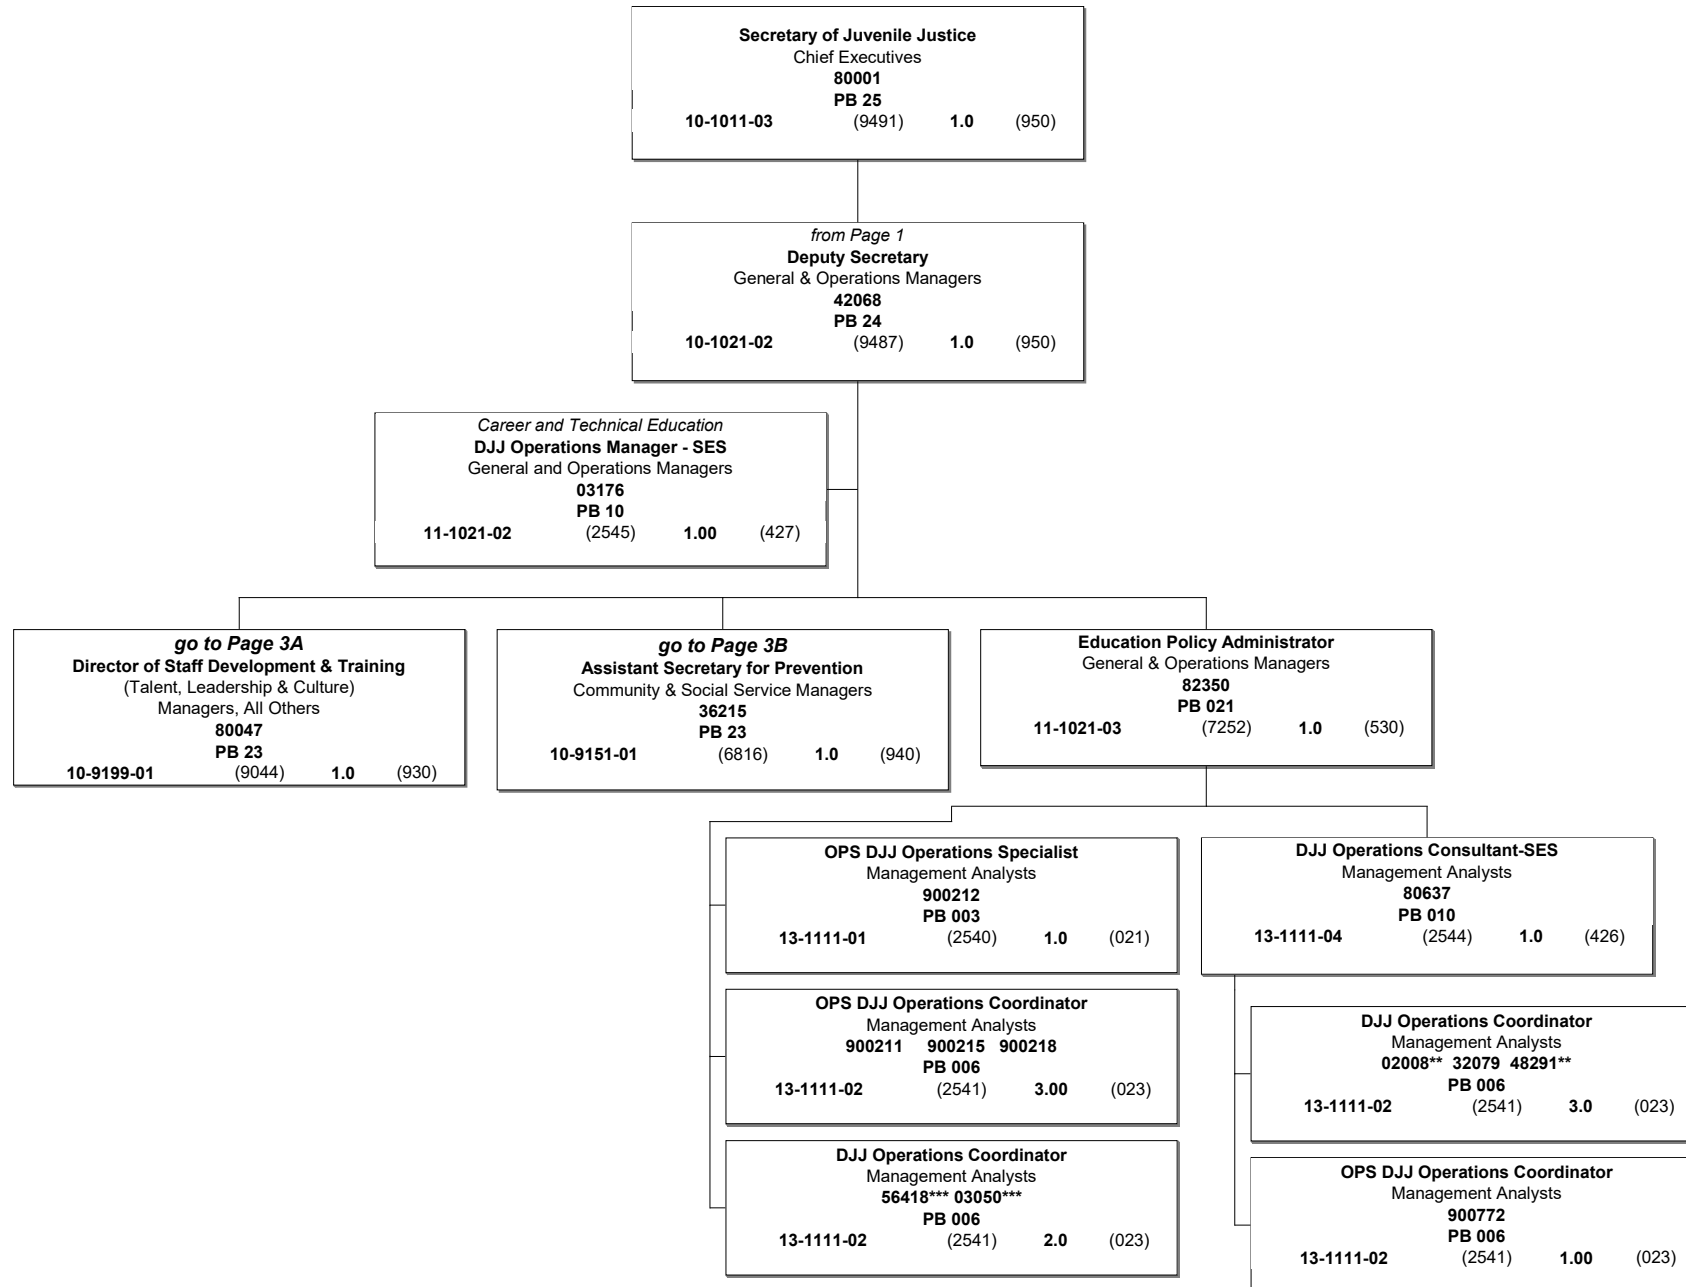 Secretary of Juvenile Justice
Chief Executives
80001
PB 25
10-1011-03 (9491) 1.0 (950)
from Page 1
Deputy Secretary
General & Operations Managers
42068
PB 24
10-1021-02 (9487) 1.0 (950)
Career and Technical Education
DJJ Operations Manager - SES
General and Operations Managers
03176
PB 10
11-1021-02 (2545) 1.00 (427)
go to Page 3A
Director of Staff Development & Training
(Talent, Leadership & Culture)
Managers, All Others
80047
PB 23
10-9199-01 (9044) 1.0 (930)
go to Page 3B
Assistant Secretary for Prevention
Community & Social Service Managers
36215
PB 23
10-9151-01 (6816) 1.0 (940)
Education Policy Administrator
General & Operations Managers
82350
PB 021
11-1021-03 (7252) 1.0 (530)
OPS DJJ Operations Specialist
Management Analysts
900212
PB 003
13-1111-01 (2540) 1.0 (021)
OPS DJJ Operations Coordinator
Management Analysts
900211 900215 900218
PB 006
13-1111-02 (2541) 3.00 (023)
DJJ Operations Coordinator
Management Analysts
56418*** 03050***
PB 006
13-1111-02 (2541) 2.0 (023)
DJJ Operations Consultant-SES
Management Analysts
80637
PB 010
13-1111-04 (2544) 1.0 (426)
DJJ Operations Coordinator
Management Analysts
02008** 32079 48291**
PB 006
13-1111-02 (2541) 3.0 (023)
OPS DJJ Operations Coordinator
Management Analysts
900772
PB 006
13-1111-02 (2541) 1.00 (023)